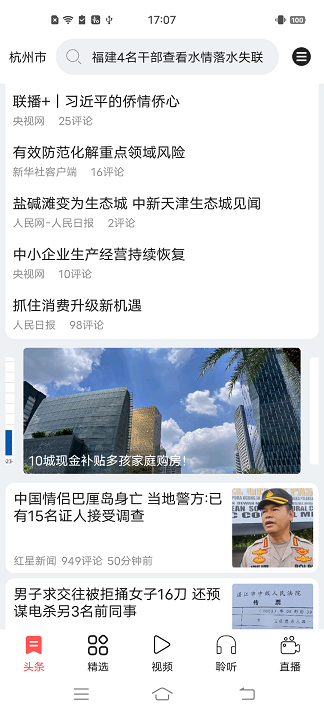 17:07
100
杭州市
福建4名干部查看水情落水失联
联播+｜习近平的侨情侨心
央视网 25评论
有效防范化解重点领域风险
新华社客户端 16评论
盐碱滩变为生态城 中新天津生态城见闻
人民网-人民日报 2评论
中小企业生产经营持续恢复
央视网 10评论
抓住消费升级新机遇
人民日报 98评论
10城现金补贴多孩家庭购房!
中国情侣巴厘岛身亡 当地警方:已
有15名证人接受调查
红星新闻 949评论 50分钟前
男子求交往被拒捅女子16刀 还预
谋电杀另3名前同事
传票
头条
精选
视频
聆听
直播